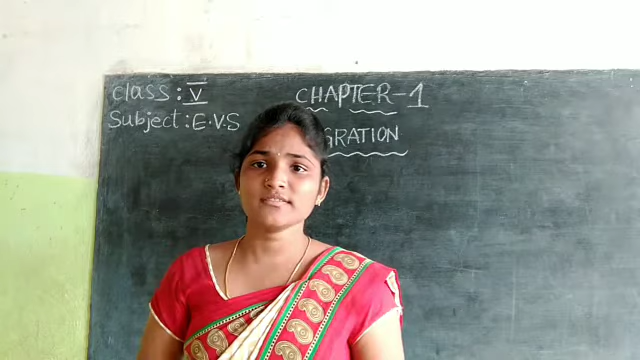 class : V
Subject : E.V.S
CHAPTER-1
GRATION